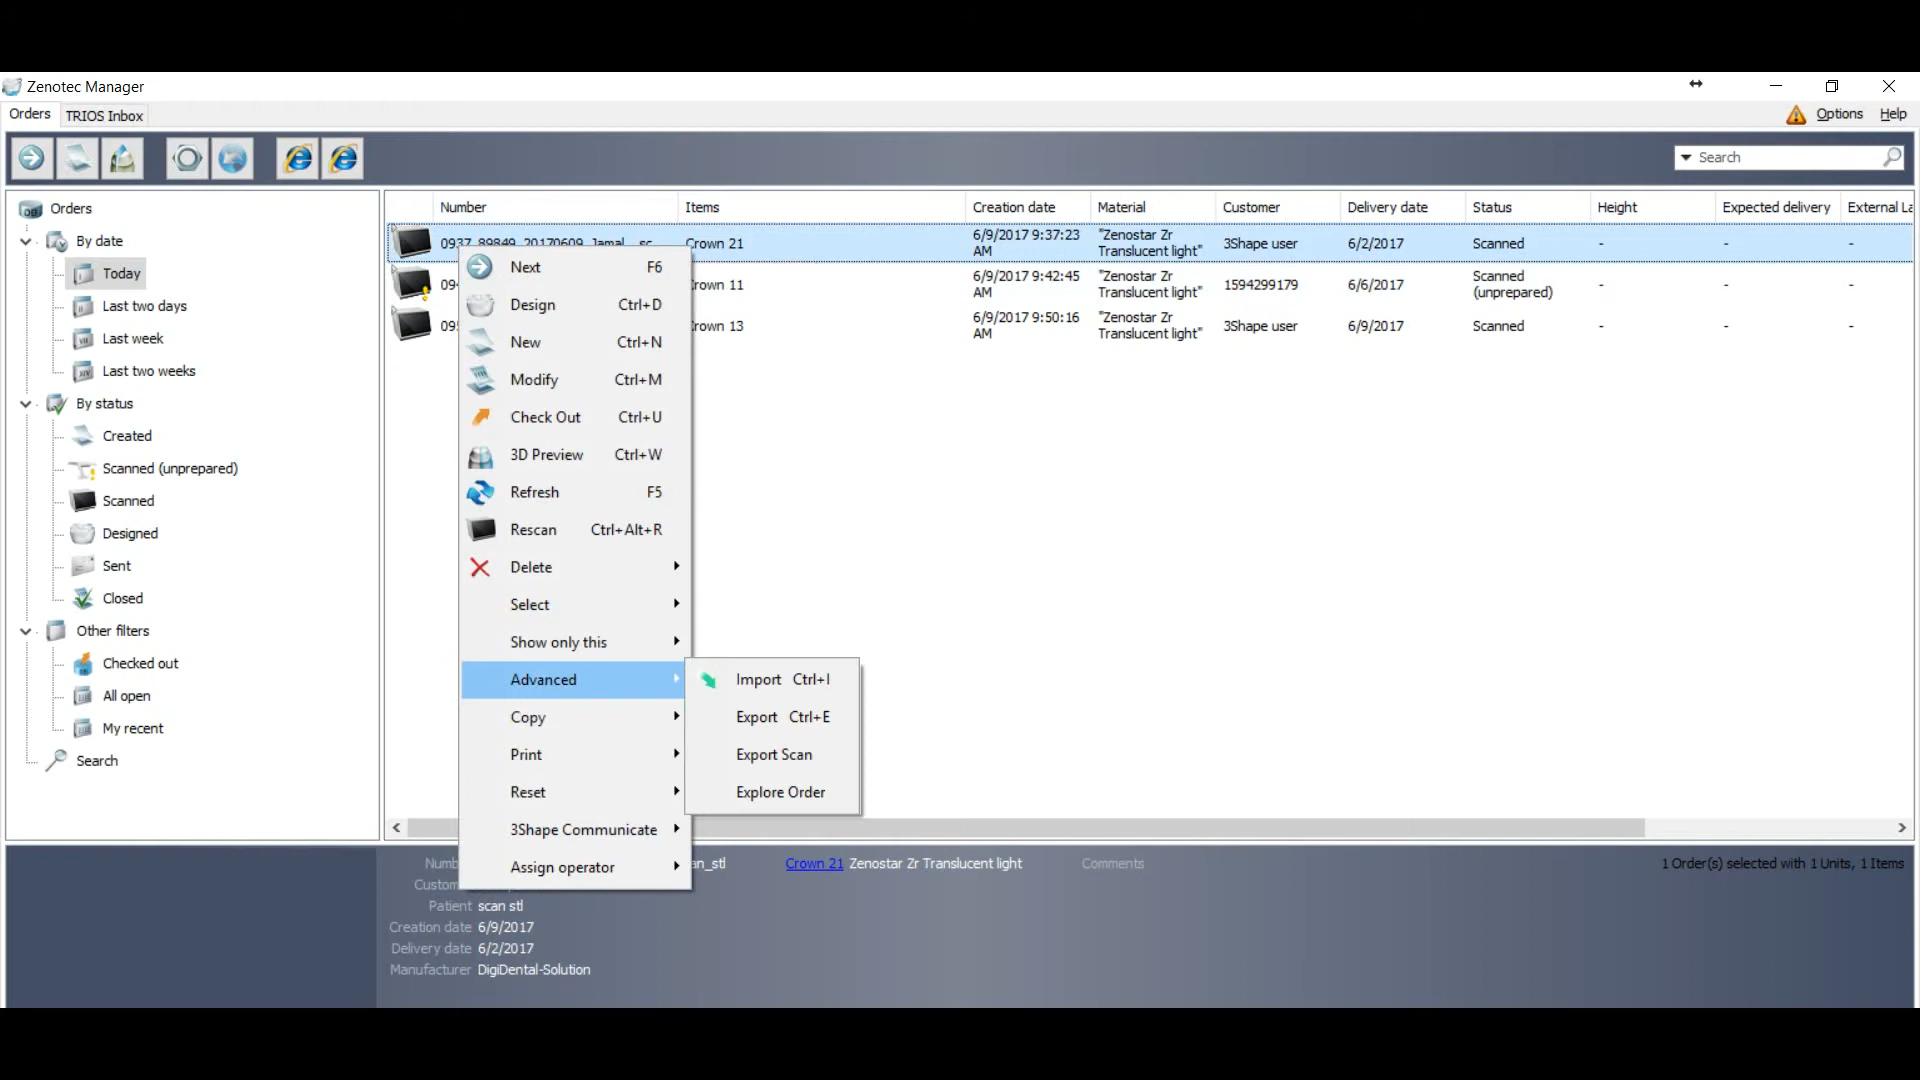 Zenotec Manager
Orders
TRIOS Inbox
Options
Help
Search
Orders
By date
Today
Last two days
Last week
Last two weeks
By status
Created
Scanned (unprepared)
Scanned
Designed
Sent
Closed
Other filters
Checked out
All open
My recent
Search
Number
Items
Creation date
Material
Customer
Delivery date
Status
Height
Expected delivery
External La
0937_89849_20170609_Jamal__sc
Crown 21
6/9/2017 9:37:23
AM
"Zenostar Zr
Translucent light"
3Shape user
6/2/2017
Scanned
-
-
-
Crown 11
6/9/2017 9:42:45
AM
"Zenostar Zr
Translucent light"
1594299179
6/6/2017
Scanned
(unprepared)
-
-
-
Crown 13
6/9/2017 9:50:16
AM
"Zenostar Zr
Translucent light"
3Shape user
6/9/2017
Scanned
-
-
-
Next F6
Design Ctrl+D
New Ctrl+N
Modify Ctrl+M
Check Out Ctrl+U
3D Preview Ctrl+W
Refresh F5
Rescan Ctrl+Alt+R
Delete
Select
Show only this
Advanced
Copy
Print
Reset
3Shape Communicate
Assign operator
Import Ctrl+I
Export Ctrl+E
Export Scan
Explore Order
Numb an_stl
Custom
Patient scan stl
Creation date 6/9/2017
Delivery date 6/2/2017
Manufacturer DigiDental-Solution
Crown 21 Zenostar Zr Translucent light
Comments
1 Order(s) selected with 1 Units, 1 Items